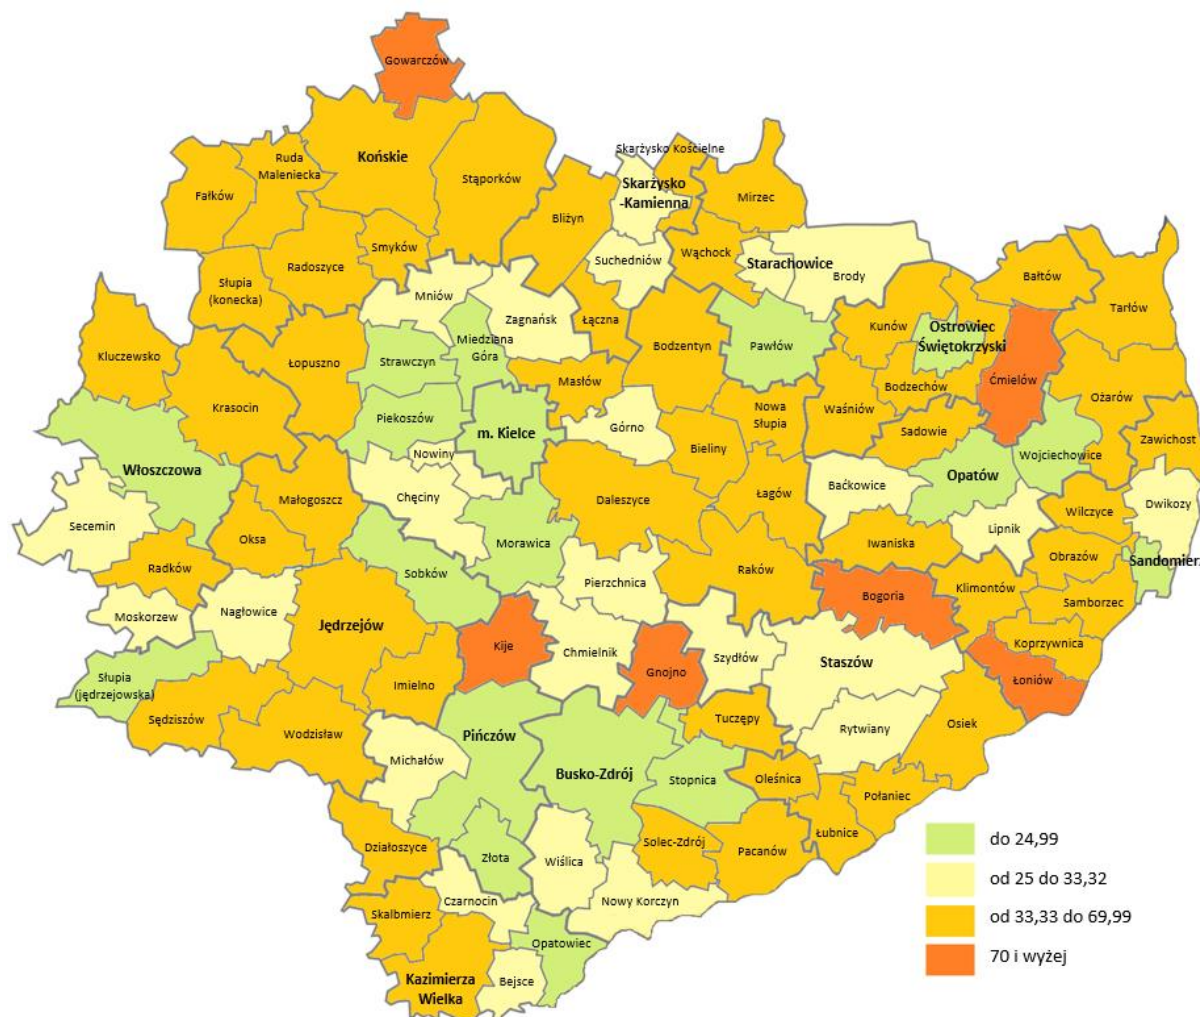 Gowarczów
Skarżysko Kościelne
Ruda
Maleniecka
Końskie
Stąporków
Skarżysko
-Kamienna
Fałków
Mirzec
Bliżyn
Smyków
Wąchock
Suchedniów
Starachowice
Brody
Radoszyce
Słupia
(konecka)
Bałtów
Tarłów
Mniów
Zagnańsk
Łączna
Kunów
Ostrowiec
Świętokrzyski
Miedziana
Góra
Bodzentyn
Pawłów
Kluczewsko
Łopuszno
Strawczyn
Masłów
Bodzechów
Ćmielów
Ożarów
Krasocin
Piekoszów
m. Kielce
Górno
Nowa
Słupia
Waśniów
Sadowie
Zawichost
Nowiny
Bieliny
Wojciechowice
Włoszczowa
Opatów
Małogoszcz
Chęciny
Daleszyce
Łagów
Baćkowice
Dwikozy
Wilczyce
Secemin
Lipnik
Oksa
Morawica
Iwaniska
Obrazów
Sandomierz
Radków
Sobków
Pierzchnica
Raków
Klimontów
Bogoria
Samborzec
Moskorzew
Nagłowice
Jędrzejów
Kije
Chmielnik
Szydłów
Koprzywnica
Staszów
Gnojno
Łoniów
Słupia
(jędrzejowska)
Imielno
Sędziszów
Wodzisław
Tuczępy
Osiek
Rytwiany
Pińczów
Michałów
Busko-Zdrój
Stopnica
Oleśnica
Połaniec
Łubnice
Działoszyce
Złota
Wiślica
Solec-Zdrój
Pacanów
Czarnocin
Nowy Korczyn
Skalbmierz
Opatowiec
Kazimierza
Wielka
Bejsce
do 24,99
od 25 do 33,32
od 33,33 do 69,99
70 i wyżej